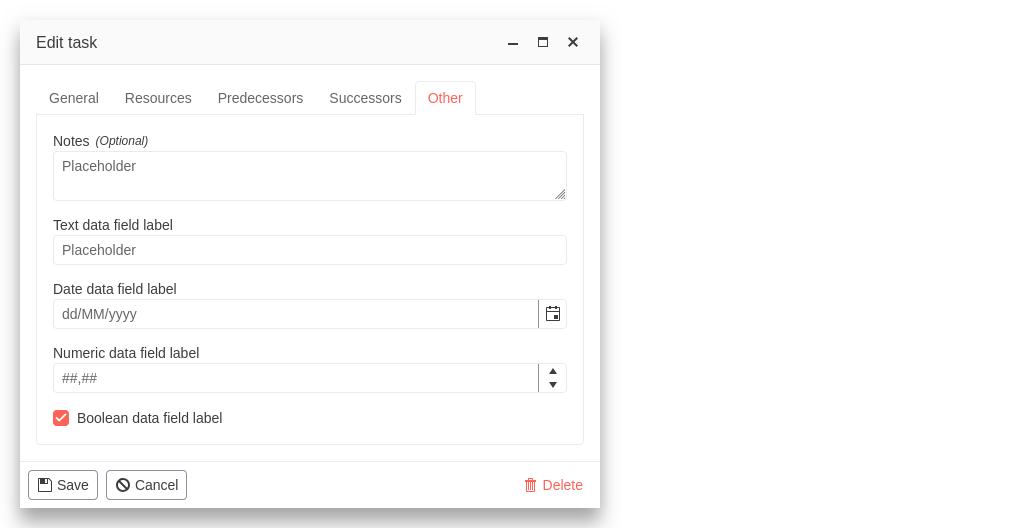 Edit task
General Resources Predecessors Successors Other
Notes (Optional)
Placeholder
Text data field label
Placeholder
Date data field label
dd/MM/yyyy
Numeric data field label
##,##
Boolean data field label
Save Cancel Delete